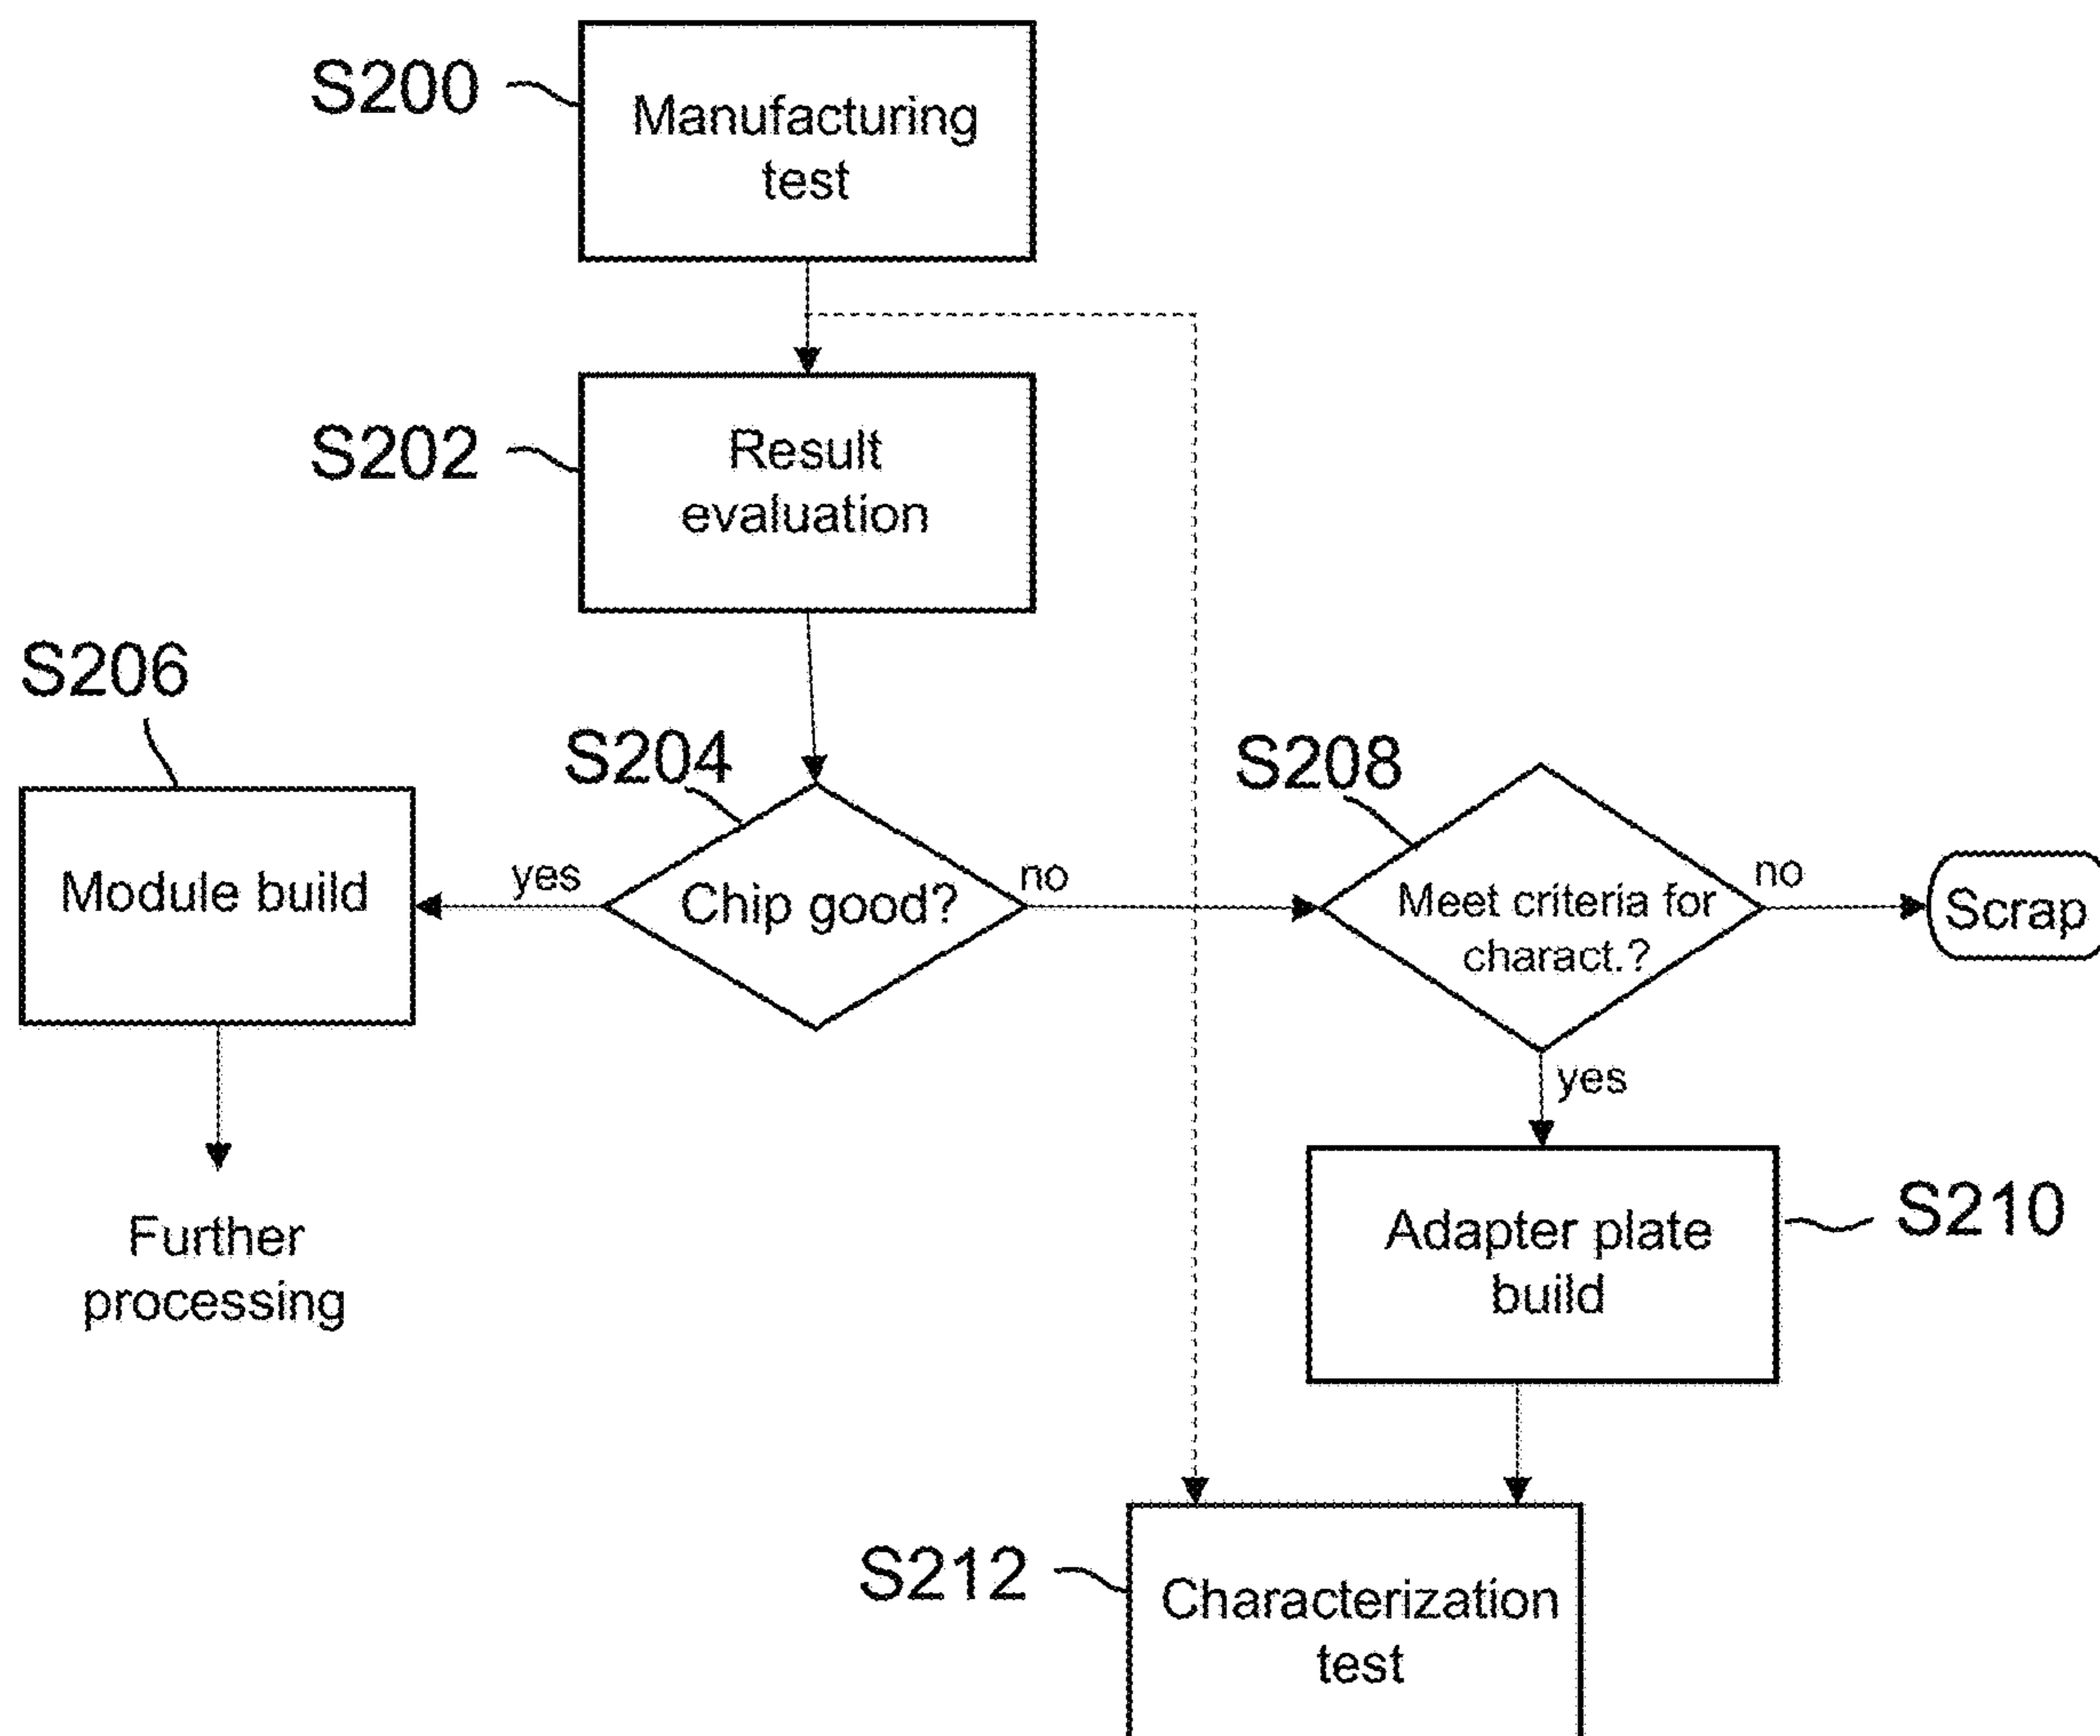 S200
Manufacturing
test
S202
Result
evaluation
S206
S204
S208
Module build
yes
Chip good?
no
Meet criteria for
charact.?
no
Scrap
yes
Further
processing
Adapter plate
build
S210
S212
Characterization
test